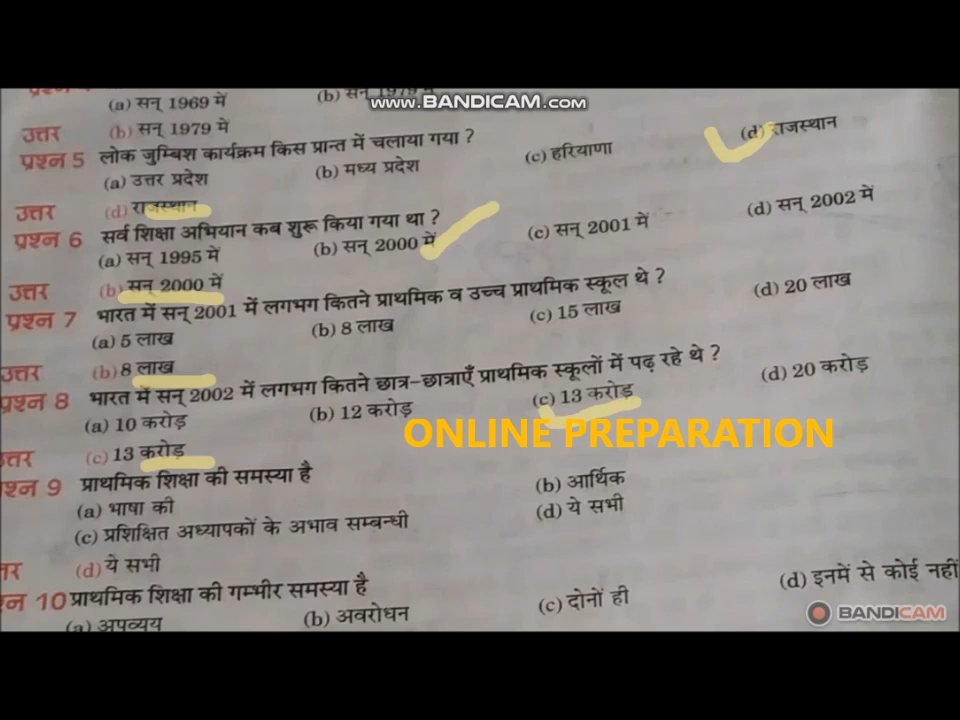 (a) सन् 1969 में (b) सन् 1979 में
www.BANDICAM.com
उत्तर (b) सन् 1979 में
प्रश्न 5 लोक जुम्बिश कार्यक्रम किस प्रान्त में चलाया गया ?
(a) उत्तर प्रदेश (b) मध्य प्रदेश (c) हरियाणा (d) राजस्थान
उत्तर (d) राजस्थान
प्रश्न 6 सर्व शिक्षा अभियान कब शुरू किया गया था ?
(a) सन् 1995 में (b) सन् 2000 में (c) सन् 2001 में (d) सन् 2002 में
उत्तर (b) सन् 2000 में
प्रश्न 7 भारत में सन् 2001 में लगभग कितने प्राथमिक व उच्च प्राथमिक स्कूल थे ?
(a) 5 लाख (b) 8 लाख (c) 15 लाख (d) 20 लाख
उत्तर (b) 8 लाख
प्रश्न 8 भारत में सन् 2002 में लगभग कितने छात्र-छात्राएँ प्राथमिक स्कूलों में पढ़ रहे थे ?
(a) 10 करोड़ (b) 12 करोड़ (c) 13 करोड़ (d) 20 करोड़
ONLINE PREPARATION
त्तर (c) 13 करोड़
श्न 9 प्राथमिक शिक्षा की समस्या है
(a) भाषा की (b) आर्थिक
(c) प्रशिक्षित अध्यापकों के अभाव सम्बन्धी (d) ये सभी
तर (d) ये सभी
न 10 प्राथमिक शिक्षा की गम्भीर समस्या है
(a) अपव्यय (b) अवरोधन (c) दोनों ही (d) इनमें से कोई नहीं
BANDICAM